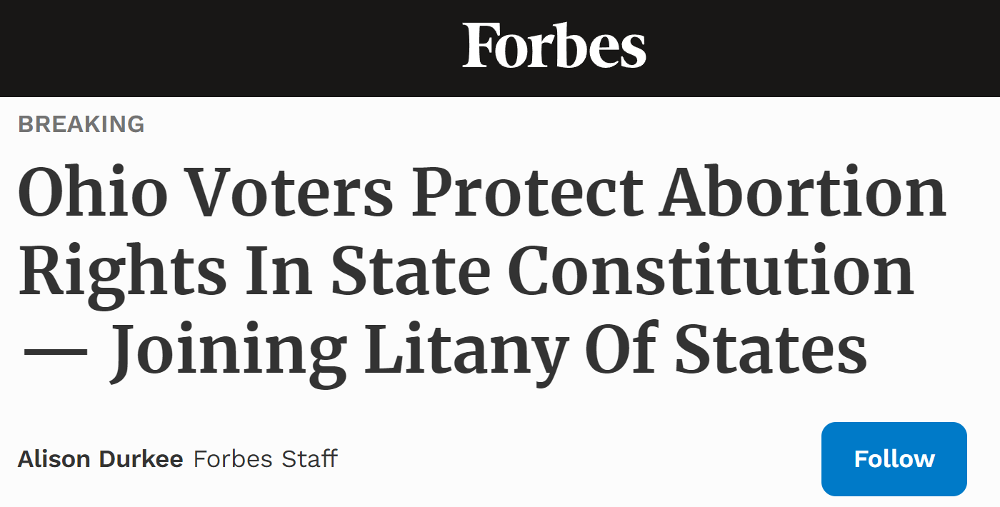 Forbes
BREAKING
Ohio Voters Protect Abortion
Rights In State Constitution
— Joining Litany Of States
Alison Durkee Forbes Staff
Follow